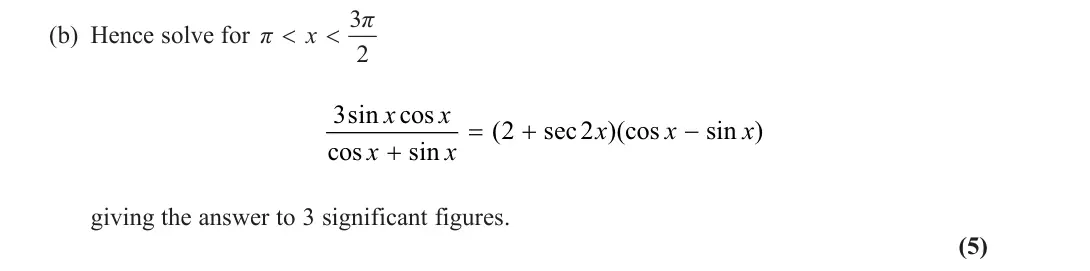 (b) Hence solve for π < x < 3π/2
3 sin x cos x / cos x + sin x = (2 + sec 2x)(cos x − sin x)
giving the answer to 3 significant figures.
(5)